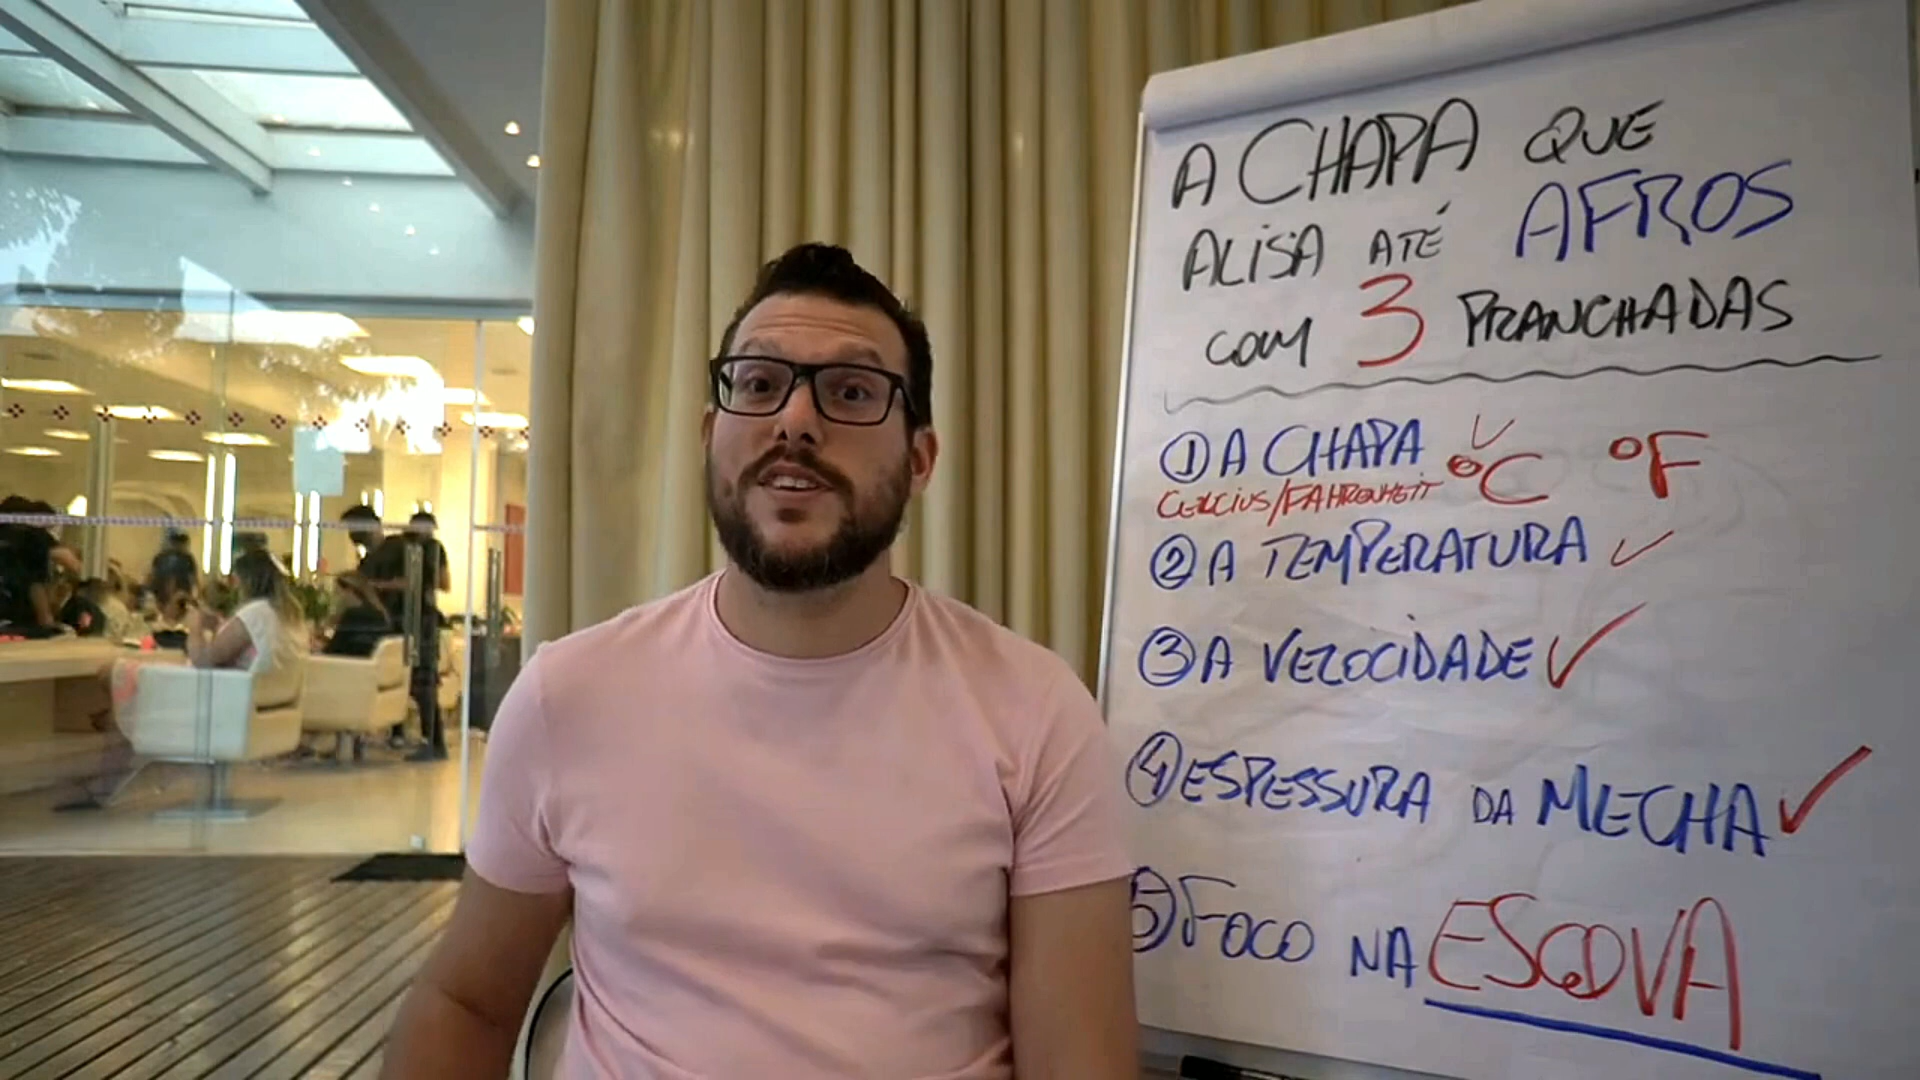 A CHAPA QUE
ALISA ATÉ AFROS
COM 3 PRANCHADAS
① A CHAPA °C °F
CELCIUS/FAHRENHEIT
② A TEMPERATURA
③ A VELOCIDADE
④ ESPESSURA DA MECHA
⑤ FOCO NA ESCOVA